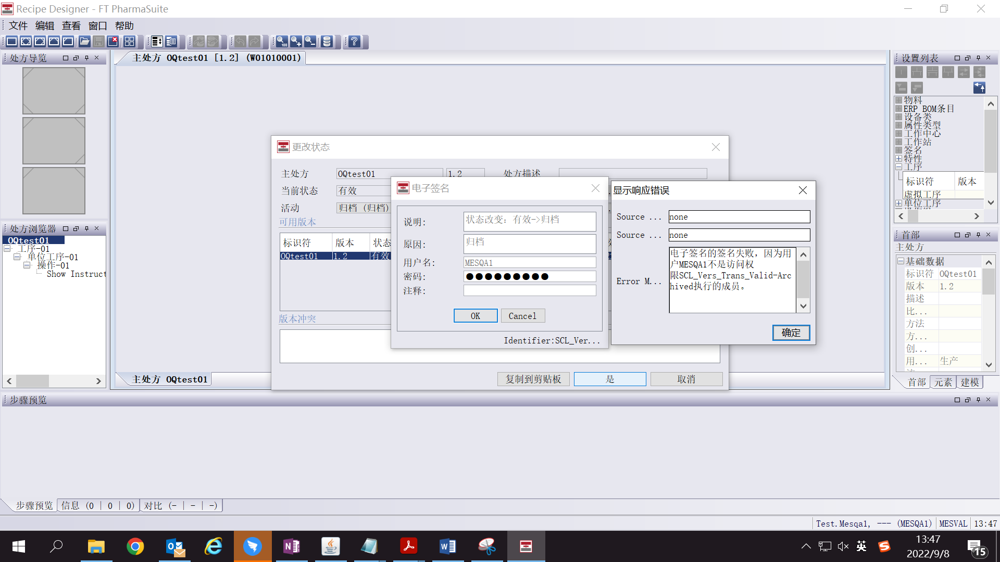 Recipe Designer - FT PharmaSuite
文件 编辑 查看 窗口 帮助
处方导览
主处方 OQtest01 [1.2] (W01010001)
设置列表
物料
ERP BOM条目
设备类
属性类型
工作中心
工作站
签名
特性
工序
标识符 版本
虚拟工序
单位工序
处方浏览器
OQtest01
工序-01
单位工序-01
操作-01
Show Instruct
更改状态
主处方 OQtest01 1.2 处方描述
当前状态 有效
活动 归档 (归档)
可用版本
标识符 版本 状态
OQtest01 1.2 有效
版本冲突
复制到剪贴板 是 取消
电子签名
说明: 状态改变: 有效->归档
原因: 归档
用户名: MESQA1
密码: ●●●●●●●●●
注释:
OK Cancel
Identifier:SCL_Ver...
显示响应错误
Source ... none
Source ... none
Error M...
电子签名的签名失败, 因为用
户MESQA1不是访问权
限SCL_Vers_Trans_Valid-Arc
hived执行的成员。
确定
首部
主处方
基础数据
标识符 OQtest01
版本 1.2
描述
比...
方法
方...
创...
用... 生产
首部 元素 建模
主处方 OQtest01
步骤预览
步骤预览 信息 (0 | 0 | 0) 对比 (- | - | -)
Test.Mesqa1, --- (MESQA1) MESVAL 13:47
英
13:47
2022/9/8
15